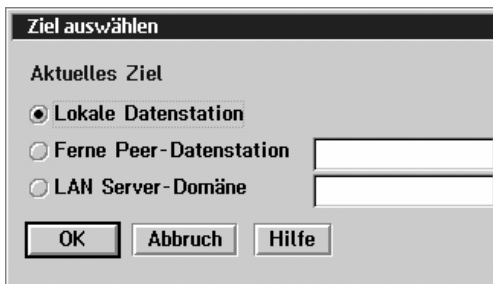 Ziel auswählen
Aktuelles Ziel
Lokale Datenstation
Ferne Peer-Datenstation
LAN Server-Domäne
OK Abbruch Hilfe